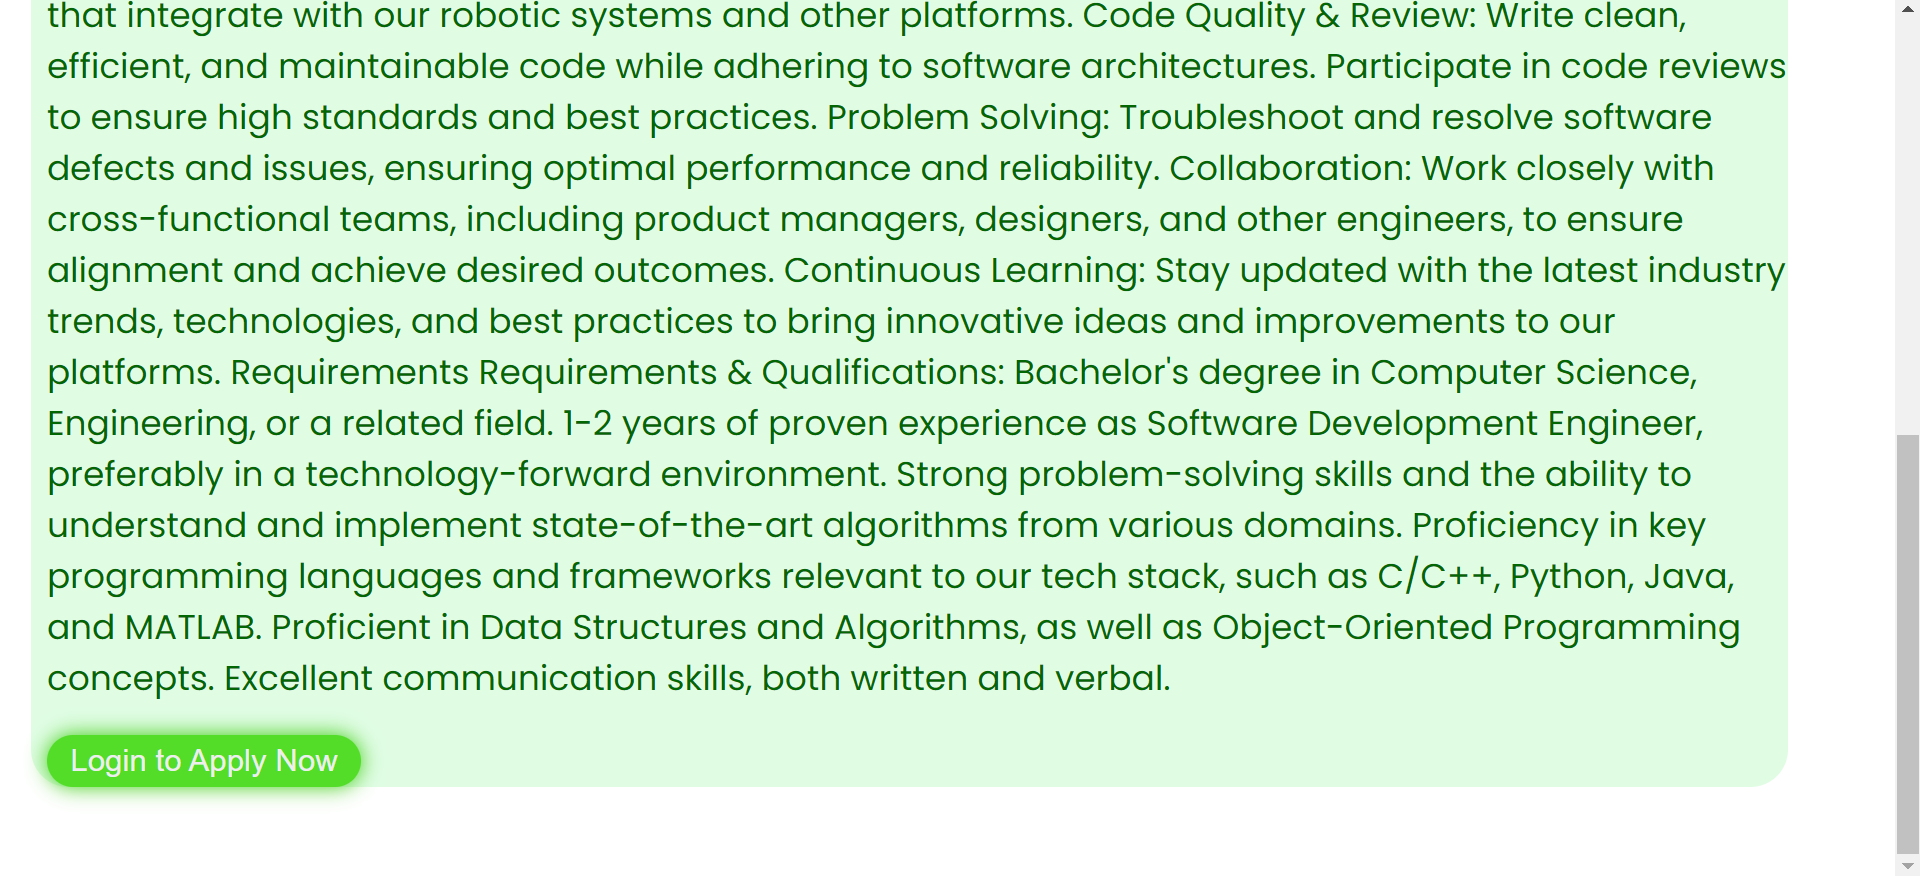 that integrate with our robotic systems and other platforms. Code Quality & Review: Write clean,
efficient, and maintainable code while adhering to software architectures. Participate in code reviews
to ensure high standards and best practices. Problem Solving: Troubleshoot and resolve software
defects and issues, ensuring optimal performance and reliability. Collaboration: Work closely with
cross-functional teams, including product managers, designers, and other engineers, to ensure
alignment and achieve desired outcomes. Continuous Learning: Stay updated with the latest industry
trends, technologies, and best practices to bring innovative ideas and improvements to our
platforms. Requirements Requirements & Qualifications: Bachelor's degree in Computer Science,
Engineering, or a related field. 1-2 years of proven experience as Software Development Engineer,
preferably in a technology-forward environment. Strong problem-solving skills and the ability to
understand and implement state-of-the-art algorithms from various domains. Proficiency in key
programming languages and frameworks relevant to our tech stack, such as C/C++, Python, Java,
and MATLAB. Proficient in Data Structures and Algorithms, as well as Object-Oriented Programming
concepts. Excellent communication skills, both written and verbal.
Login to Apply Now